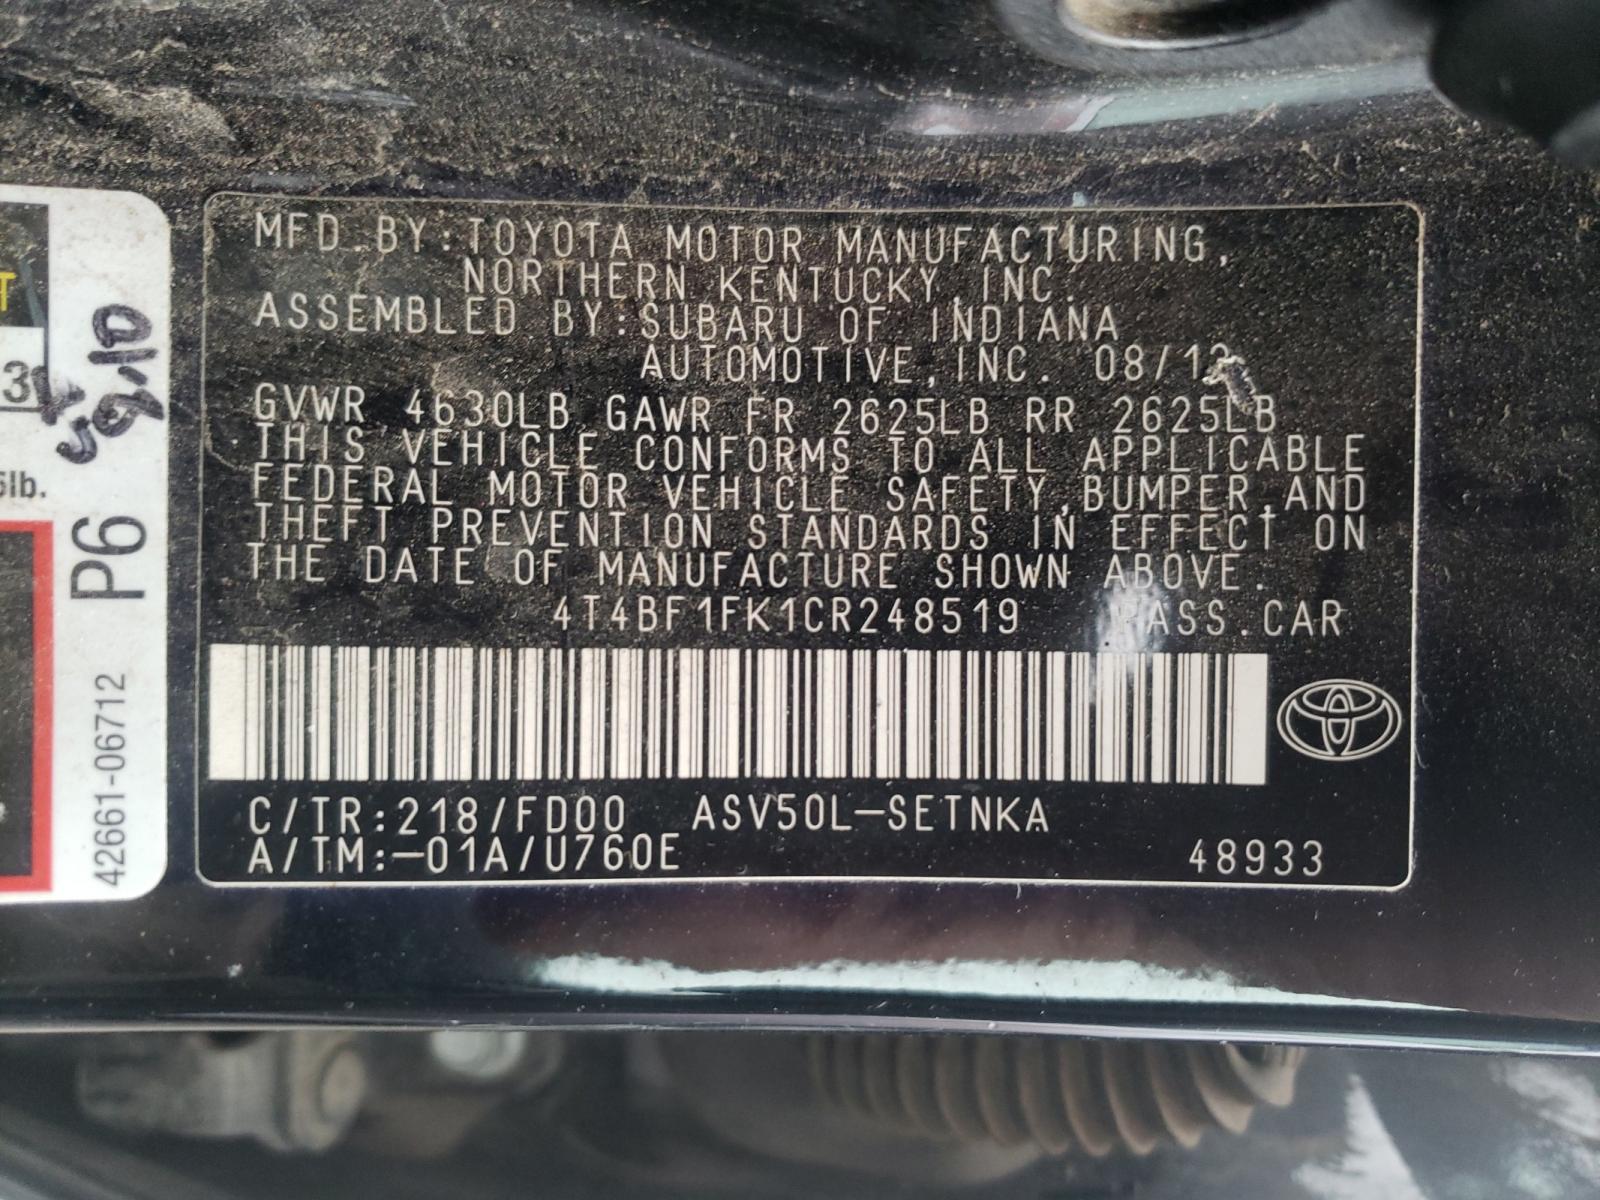 MFD.BY:TOYOTA MOTOR MANUFACTURING,
NORTHERN KENTUCKY,INC.
ASSEMBLED BY:SUBARU OF INDIANA
AUTOMOTIVE,INC. 08/12
GVWR 4630LB GAWR FR 2625LB RR 2625LB
THIS VEHICLE CONFORMS TO ALL APPLICABLE
FEDERAL MOTOR VEHICLE SAFETY,BUMPER,AND
THEFT PREVENTION STANDARDS IN EFFECT ON
THE DATE OF MANUFACTURE SHOWN ABOVE.
4T4BF1FK1CR248519 PASS.CAR
C/TR:218/FD00 ASV50L-SETNKA
A/TM:-01A/U760E
48933
T
3
lb.
P6
42661-06712